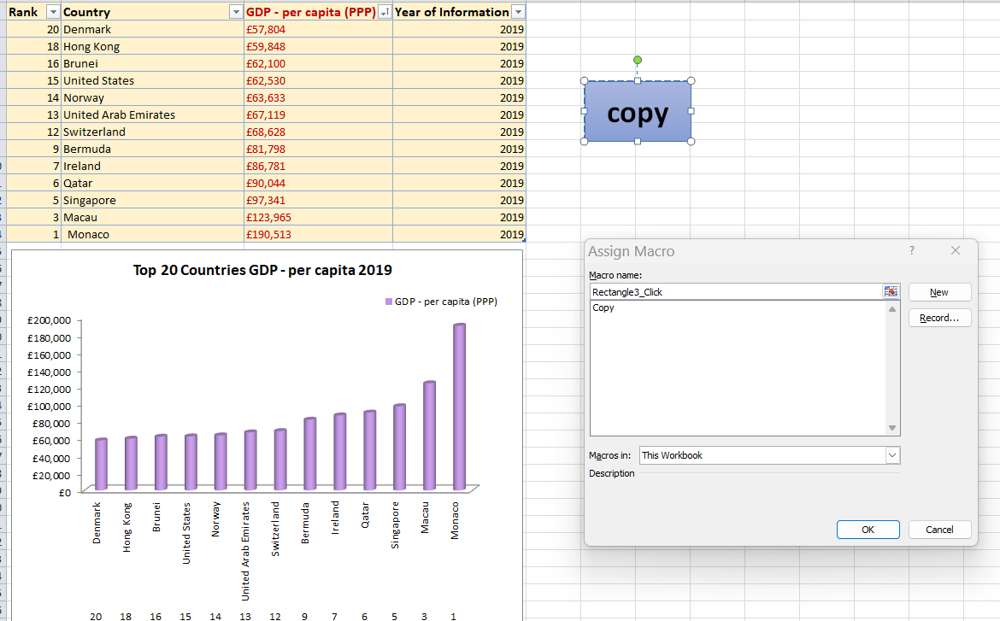 Rank Country GDP - per capita (PPP) Year of Information
20 Denmark £57,804 2019
18 Hong Kong £59,848 2019
16 Brunei £62,100 2019
15 United States £62,530 2019
14 Norway £63,633 2019
13 United Arab Emirates £67,119 2019
12 Switzerland £68,628 2019
9 Bermuda £81,798 2019
7 Ireland £86,781 2019
6 Qatar £90,044 2019
5 Singapore £97,341 2019
3 Macau £123,965 2019
1 Monaco £190,513 2019
copy
Top 20 Countries GDP - per capita 2019
GDP - per capita (PPP)
£200,000
£180,000
£160,000
£140,000
£120,000
£100,000
£80,000
£60,000
£40,000
£20,000
£0
Denmark
Hong Kong
Brunei
United States
Norway
United Arab Emirates
Switzerland
Bermuda
Ireland
Qatar
Singapore
Macau
Monaco
20 18 16 15 14 13 12 9 7 6 5 3 1
Assign Macro ?
Macro name:
Rectangle3_Click
New
Copy
Record...
Macros in: This Workbook
Description
OK Cancel